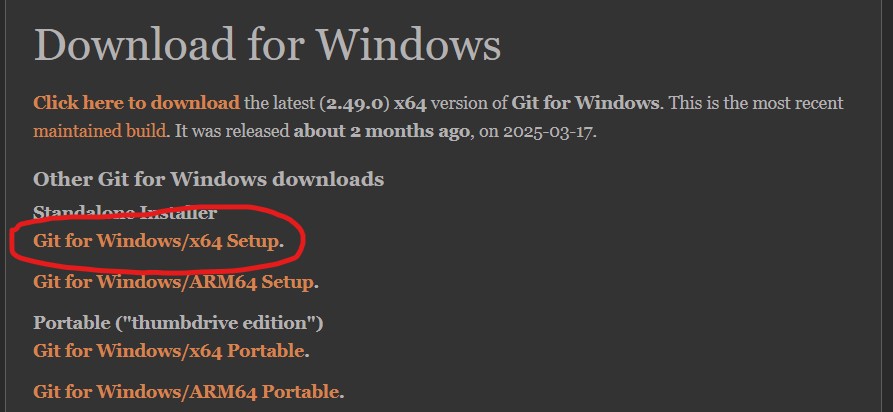 Download for Windows
Click here to download the latest (2.49.0) x64 version of Git for Windows. This is the most recent
maintained build. It was released about 2 months ago, on 2025-03-17.
Other Git for Windows downloads
Standalone Installer
Git for Windows/x64 Setup.
Git for Windows/ARM64 Setup.
Portable ("thumbdrive edition")
Git for Windows/x64 Portable.
Git for Windows/ARM64 Portable.